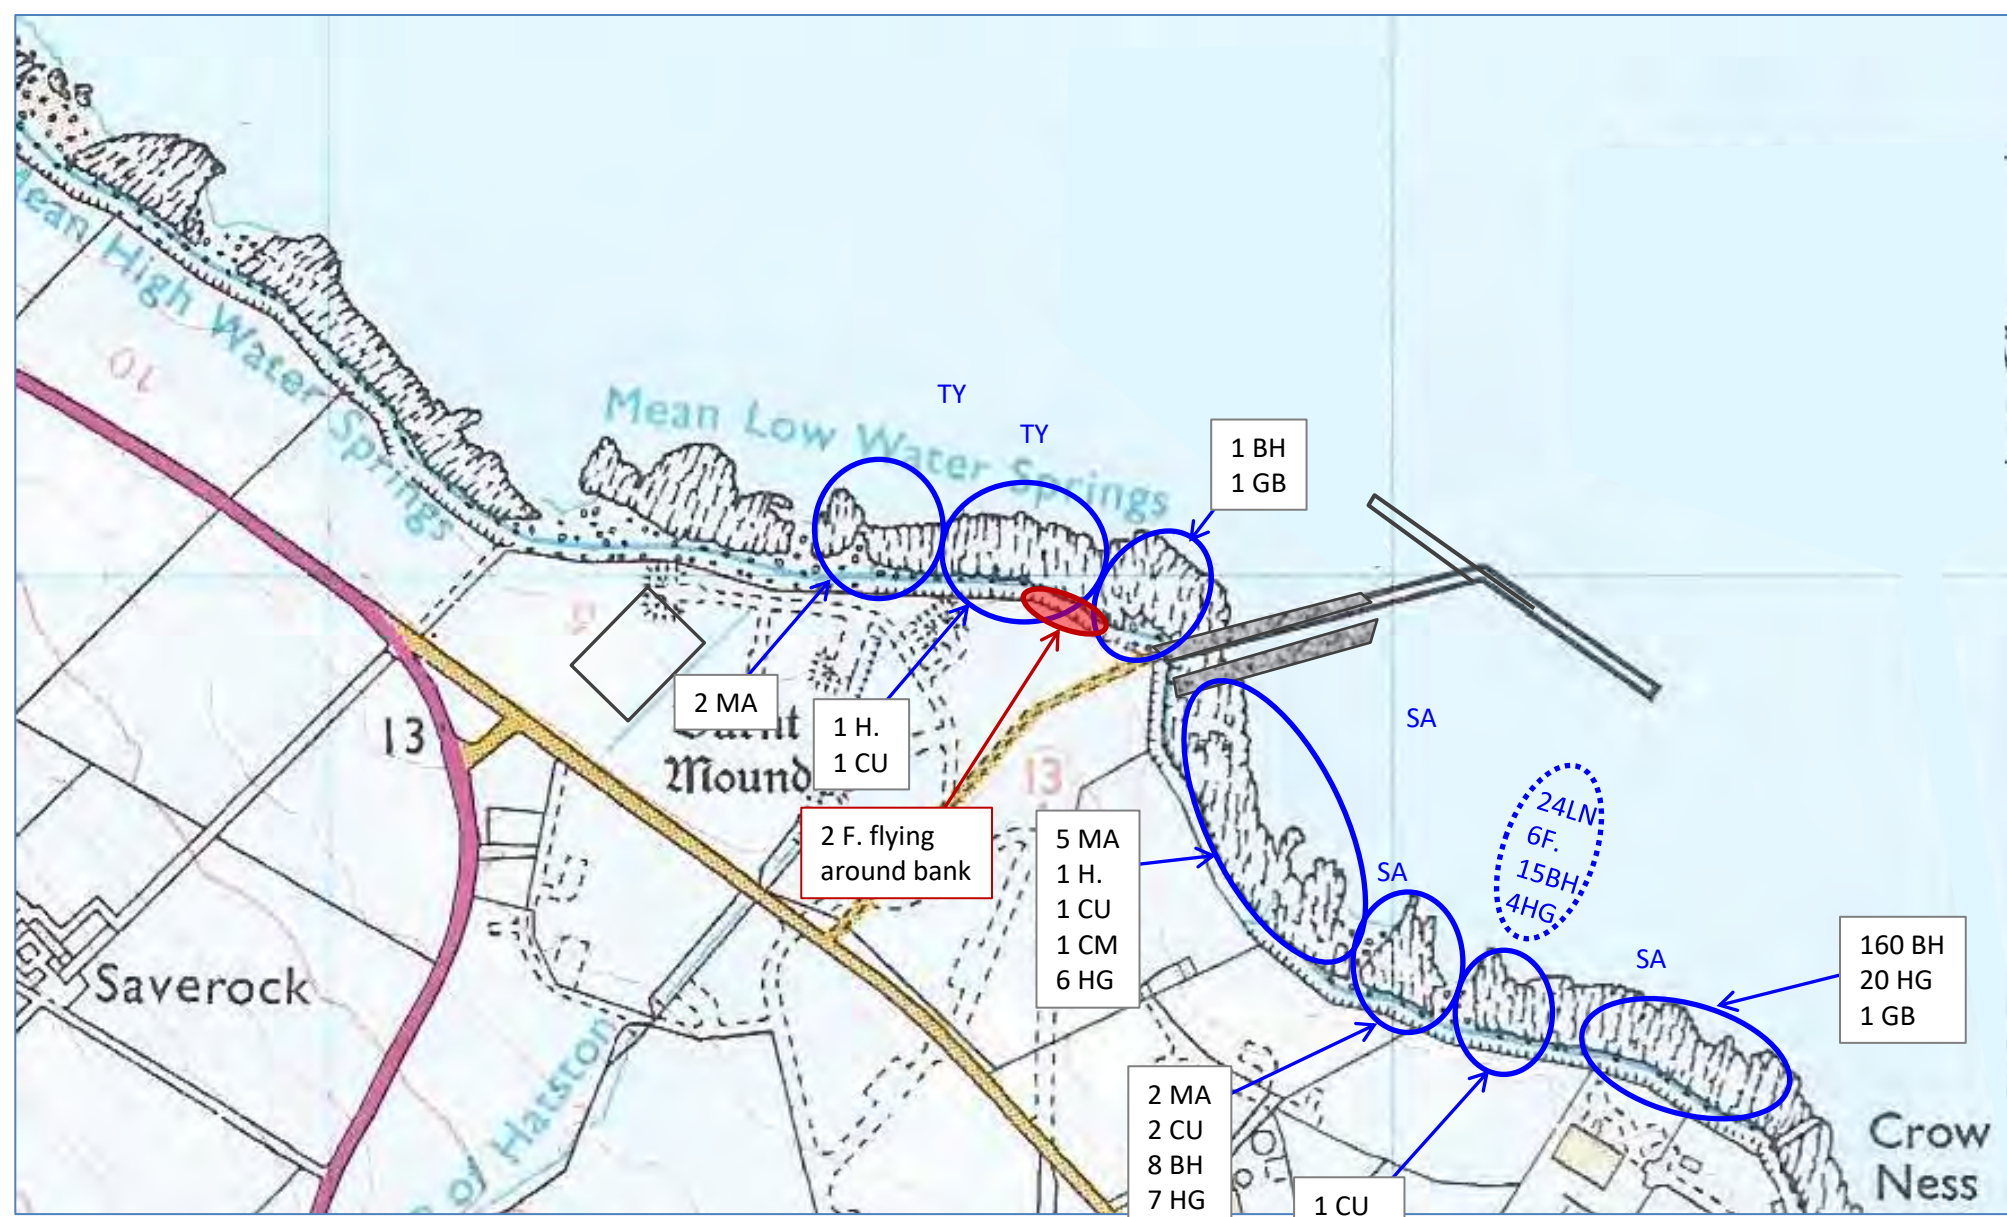 Mean High Water Springs
10
Mean Low Water Springs
TY
TY
1 BH
1 GB
5
2 MA
1 H.
1 CU
13
Mound
13
SA
2 F. flying
around bank
5 MA
1 H.
1 CU
1 CM
6 HG
24LN
6F.
15BH
4HG
SA
SA
160 BH
20 HG
1 GB
Saverock
of Hatston
2 MA
2 CU
8 BH
7 HG
1 CU
Crow
Ness